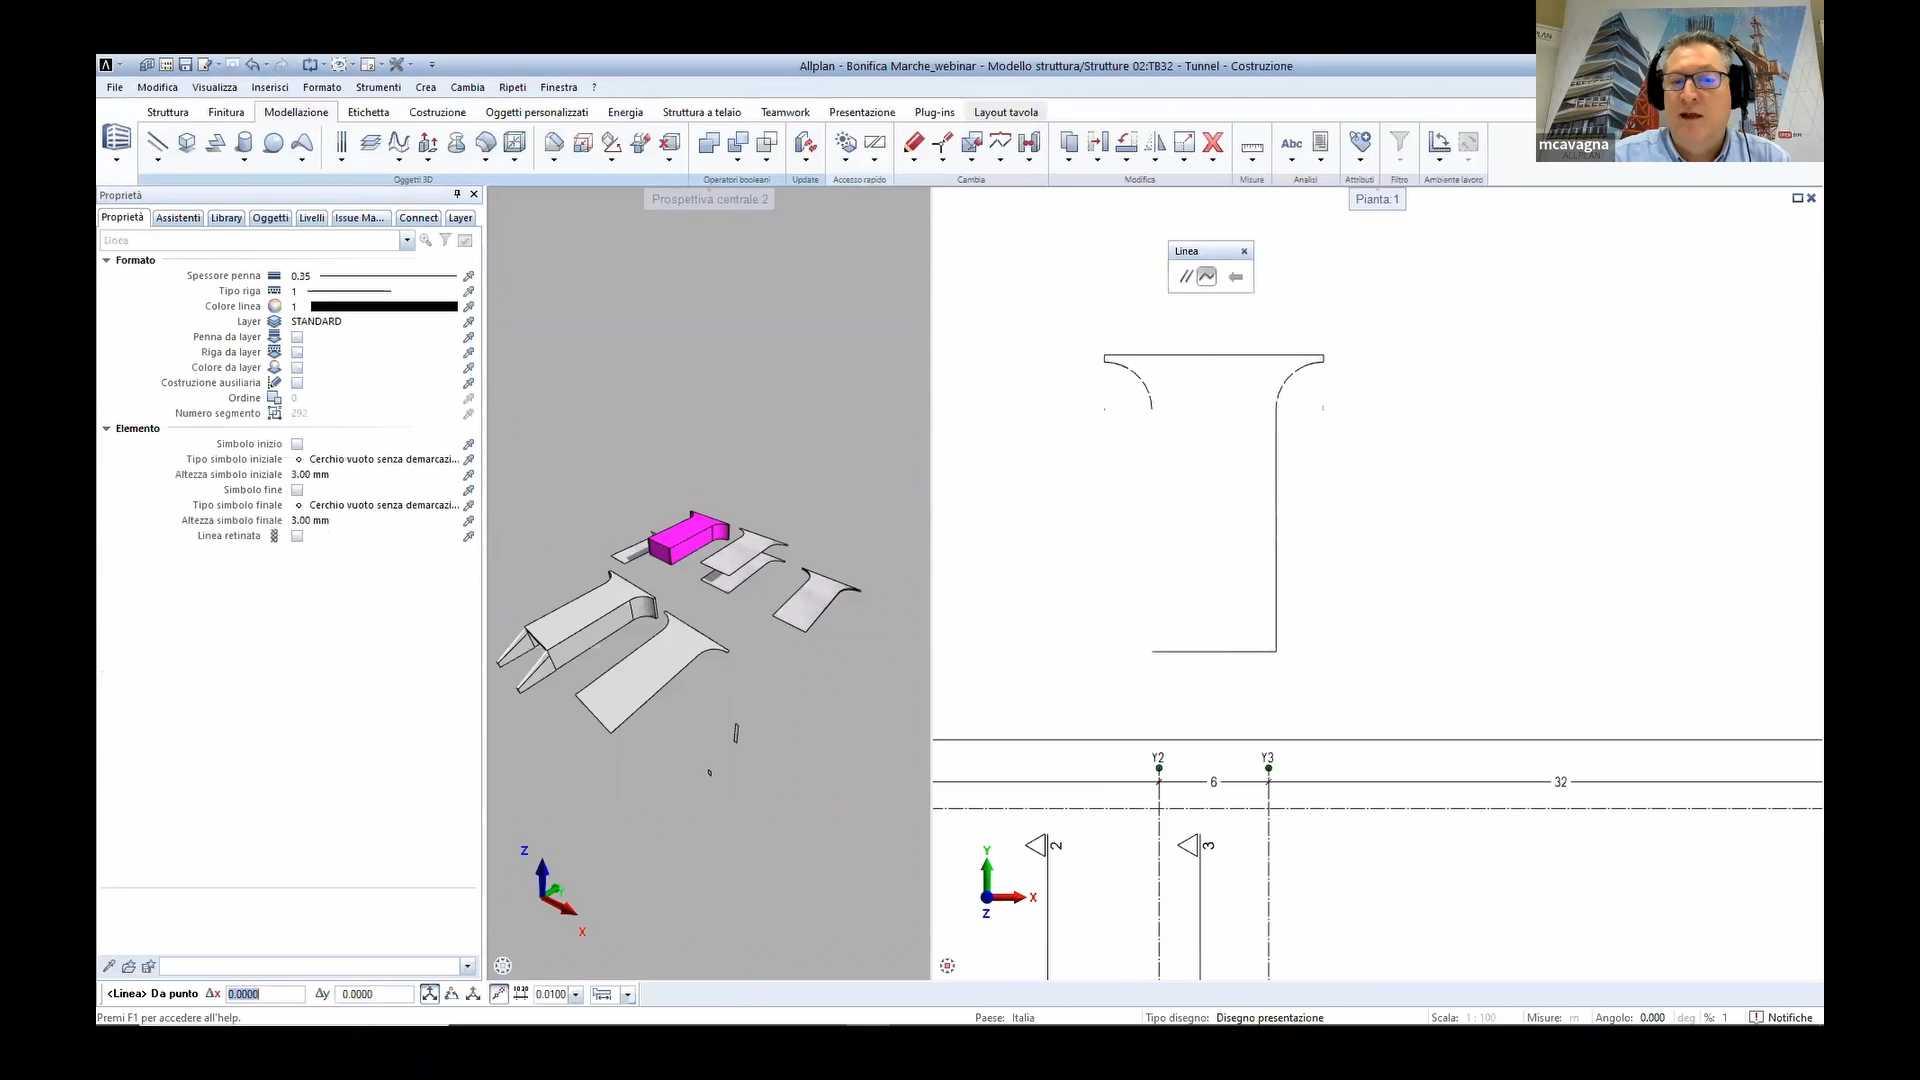 Allplan - Bonifica Marche_webinar - Modello struttura/Strutture 02:TB32 - Tunnel - Costruzione
File Modifica Visualizza Inserisci Formato Strumenti Crea Cambia Ripeti Finestra ?
Struttura Finitura Modellazione Etichetta Costruzione Oggetti personalizzati Energia Struttura a telaio Teamwork Presentazione Plug-ins Layout tavola
mcavagna
Abc
Oggetti 3D Operatori booleani Update Accesso rapido Cambia Modifica Misure Analisi Attributi Filtro Ambiente lavoro
Proprietà
Prospettiva centrale:2
Pianta:1
Proprietà Assistenti Library Oggetti Livelli Issue Ma... Connect Layer
Linea
Linea
Formato
Spessore penna 0.35
Tipo riga 1
Colore linea 1
Layer STANDARD
Penna da layer
Riga da layer
Colore da layer
Costruzione ausiliaria
Ordine 0
Numero segmento 292
Elemento
Simbolo inizio
Tipo simbolo iniziale Cerchio vuoto senza demarcazi...
Altezza simbolo iniziale 3.00 mm
Simbolo fine
Tipo simbolo finale Cerchio vuoto senza demarcazi...
Altezza simbolo finale 3.00 mm
Linea retinata
Y2 Y3
6 32
2 3
Z
X
Y
X
Z
<Linea> Da punto Δx 0.0000 Δy 0.0000 0.0100
Premi F1 per accedere all'help.
Paese: Italia Tipo disegno: Disegno presentazione Scala: 1 : 100 Misure: m Angolo: 0.000 deg %: 1 Notifiche